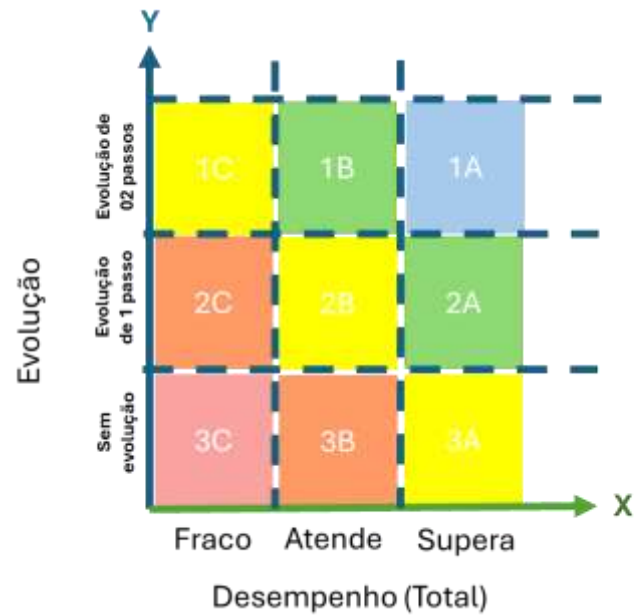 Y
Evolução
Evolução de
02 passos
1C
1B
1A
Evolução
de 1 passo
2C
2B
2A
Sem
evolução
3C
3B
3A
X
Fraco
Atende
Supera
Desempenho (Total)